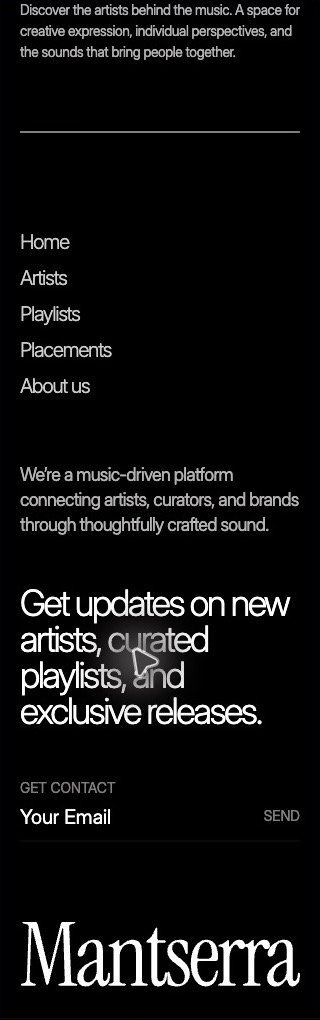 Discover the artists behind the music. A space for
creative expression, individual perspectives, and
the sounds that bring people together.
Home
Artists
Playlists
Placements
About us
We're a music-driven platform
connecting artists, curators, and brands
through thoughtfully crafted sound.
Get updates on new
artists, curated
playlists, and
exclusive releases.
GET CONTACT
Your Email
SEND
Mantserra